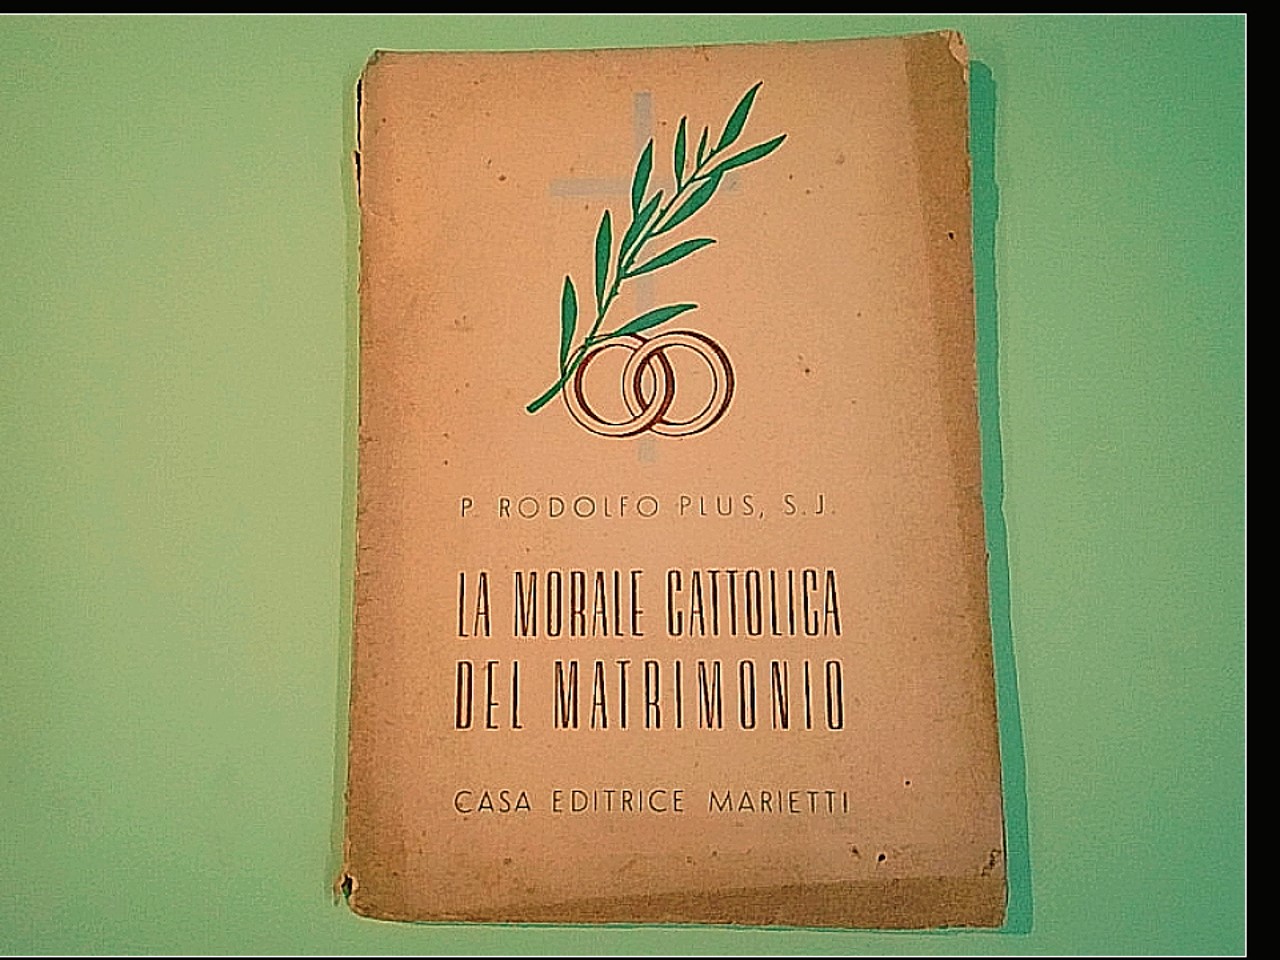 P. RODOLFO PLUS, S.J.
LA MORALE CATTOLICA
DEL MATRIMONIO
CASA EDITRICE MARIETTI